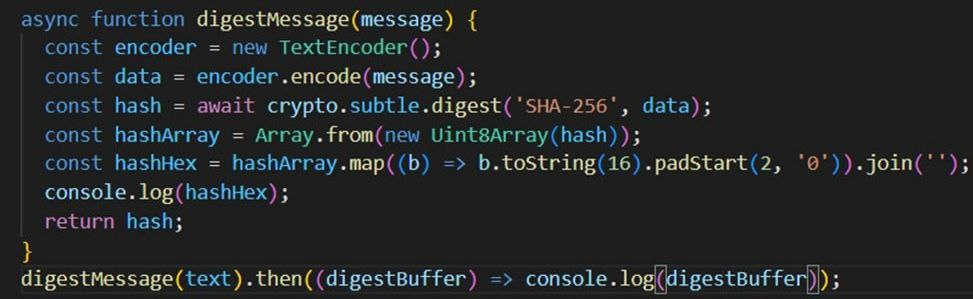 async function digestMessage(message) {
  const encoder = new TextEncoder();
  const data = encoder.encode(message);
  const hash = await crypto.subtle.digest('SHA-256', data);
  const hashArray = Array.from(new Uint8Array(hash));
  const hashHex = hashArray.map((b) => b.toString(16).padStart(2, '0')).join('');
  console.log(hashHex);
  return hash;
}
digestMessage(text).then((digestBuffer) => console.log(digestBuffer));